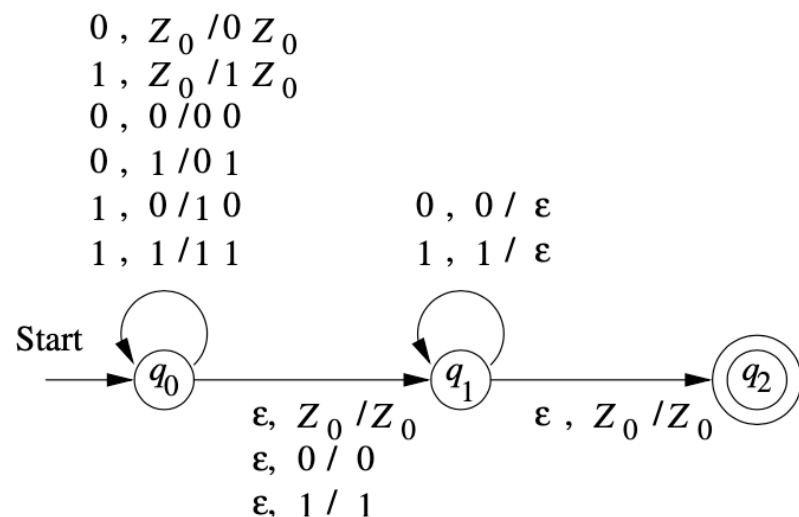 0 , Z0 /0 Z0
1 , Z0 /1 Z0
0 , 0 /0 0
0 , 1 /0 1
1 , 0 /1 0
1 , 1 /1 1
0 , 0 / ε
1 , 1 / ε
Start
q0
q1
q2
ε, Z0 /Z0
ε, 0 / 0
ε, 1 / 1
ε , Z0 /Z0